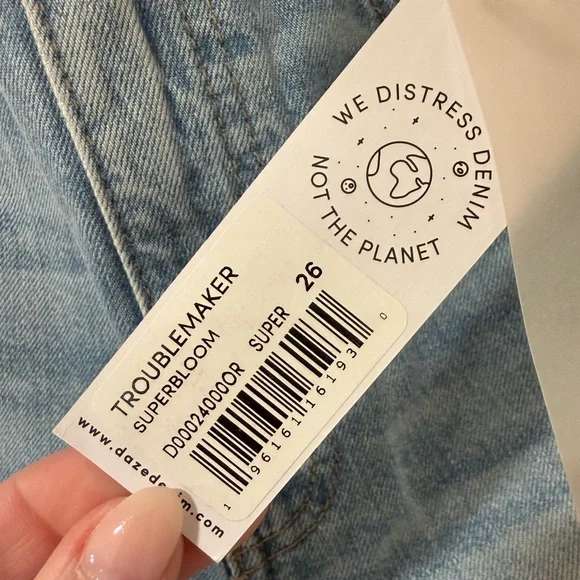 WE DISTRESS DENIM
NOT THE PLANET
TROUBLEMAKER
SUPERBLOOM
D00024000OR SUPER 26
1 96161 16193 0
www.dazedenim.com